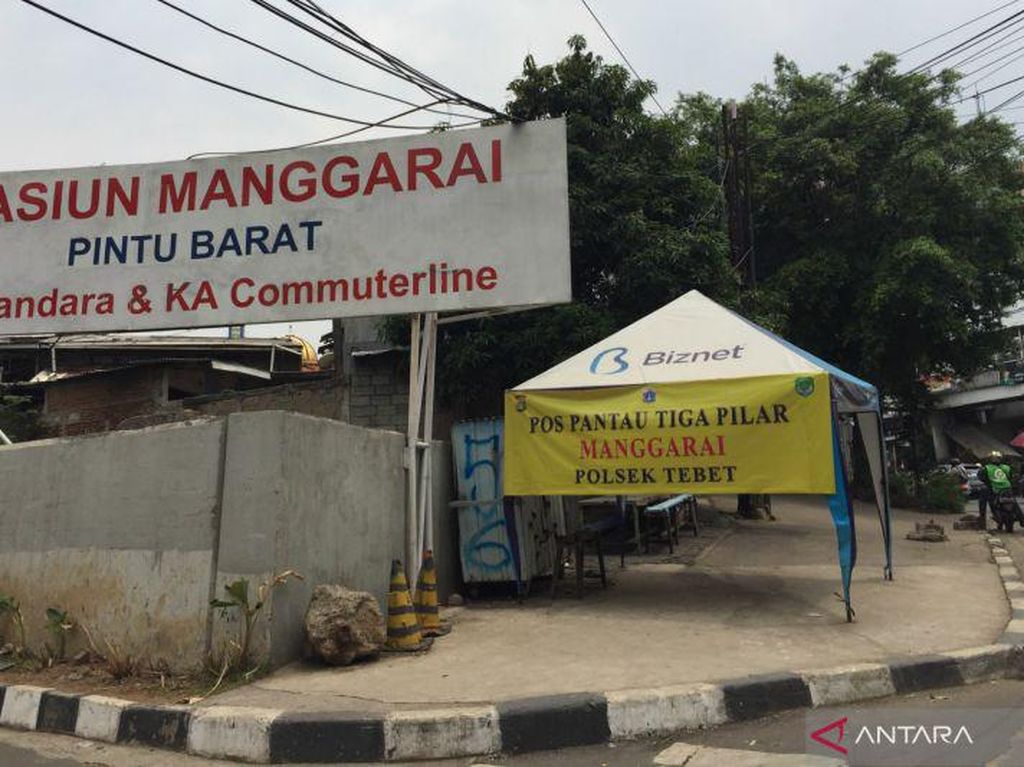 ASIUN MANGGARAI
PINTU BARAT
andara & KA Commuterline
Biznet
POS PANTAU TIGA PILAR
MANGGARAI
POLSEK TEBET
ANTARA